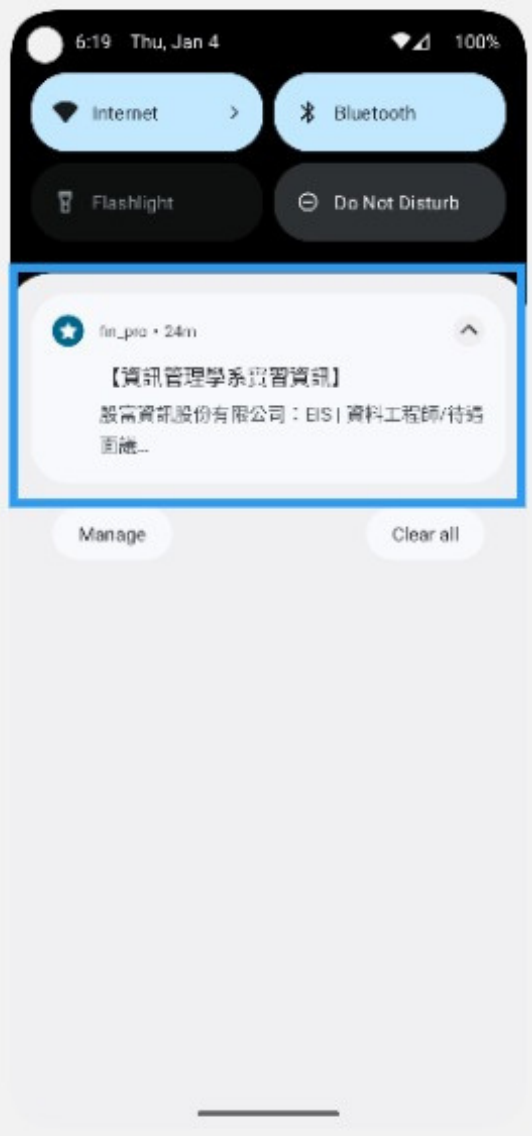 6:19 Thu, Jan 4 100%
Internet
Bluetooth
Flashlight
Do Not Disturb
fin_pro • 24m
【資訊管理學系實習資訊】
殷富資訊股份有限公司：EIS | 資料工程師/待遇
面議…
Manage
Clear all